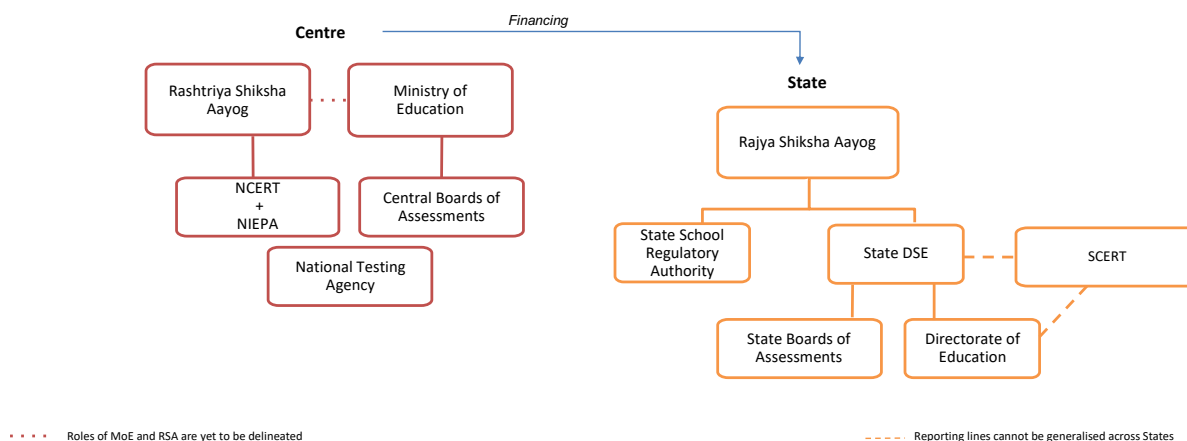 Financing
Centre
State
Rashtriya Shiksha
Aayog
Ministry of
Education
Rajya Shiksha Aayog
NCERT
+
NIEPA
Central Boards of
Assessments
National Testing
Agency
State School
Regulatory
Authority
State DSE
SCERT
State Boards of
Assessments
Directorate of
Education
Roles of MoE and RSA are yet to be delineated
Reporting lines cannot be generalised across States